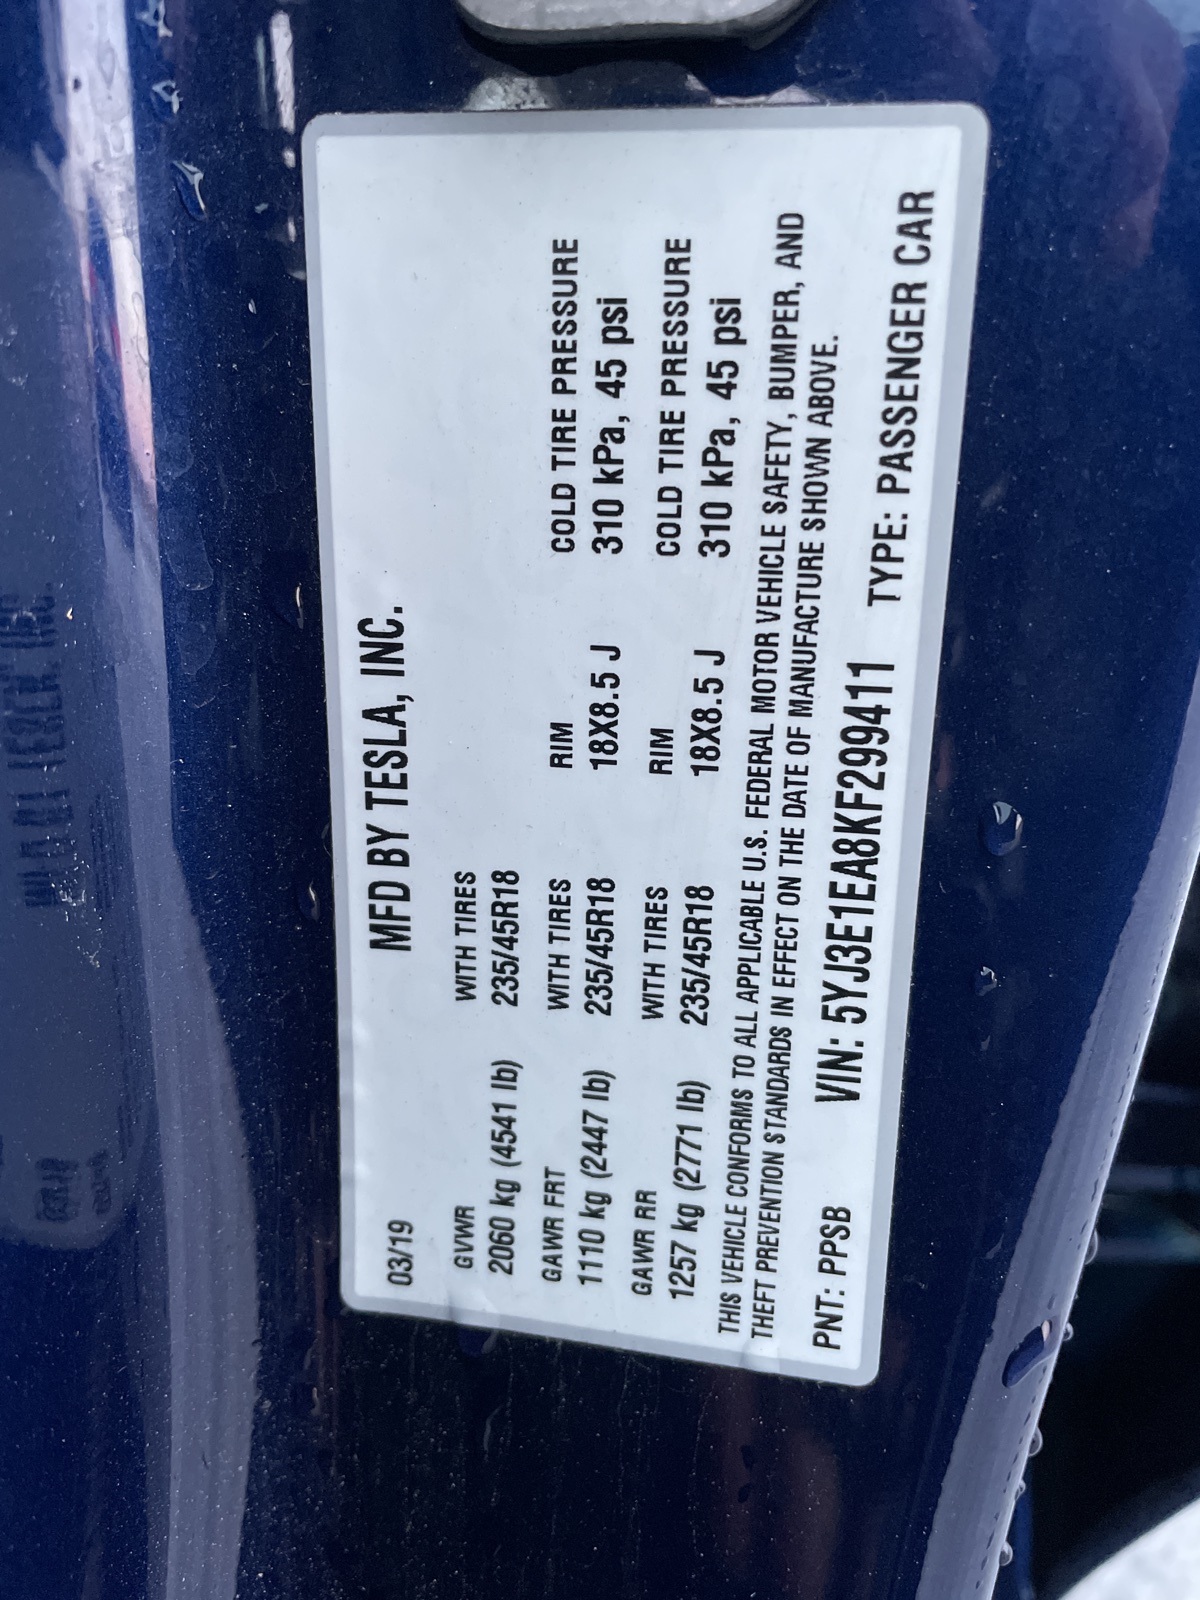 03/19 MFD BY TESLA, INC.
GVWR WITH TIRES
2060 kg (4541 lb) 235/45R18
GAWR FRT WITH TIRES RIM COLD TIRE PRESSURE
1110 kg (2447 lb) 235/45R18 18X8.5 J 310 kPa, 45 psi
GAWR RR WITH TIRES RIM COLD TIRE PRESSURE
1257 kg (2771 lb) 235/45R18 18X8.5 J 310 kPa, 45 psi
THIS VEHICLE CONFORMS TO ALL APPLICABLE U.S. FEDERAL MOTOR VEHICLE SAFETY, BUMPER, AND
THEFT PREVENTION STANDARDS IN EFFECT ON THE DATE OF MANUFACTURE SHOWN ABOVE.
PNT: PPSB VIN: 5YJ3E1EA8KF299411 TYPE: PASSENGER CAR